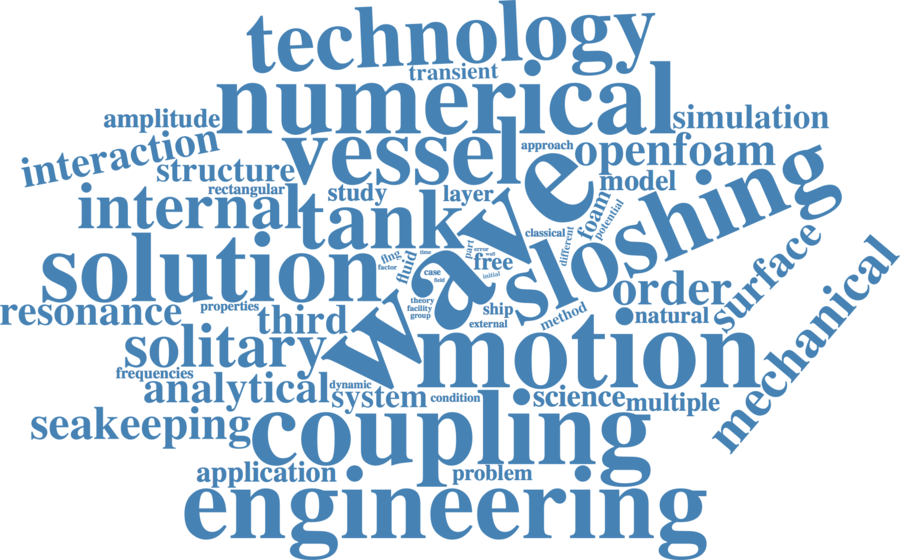 technology
transient
numerical
amplitude
simulation
interaction
vessel
approach
openfoam
structure
wave
sloshing
rectangular
study
layer
model
internal
tank
foam
potential
classical
different
part
error
wall
free
initial
solution
flng
factor
fluid
time
case
field
order
surface
mechanical
resonance
properties
theory
facility
group
ship
external
method
natural
third
solitary
motion
frequencies
analytical
dynamic
system
condition
science
multiple
seakeeping
coupling
application
problem
engineering